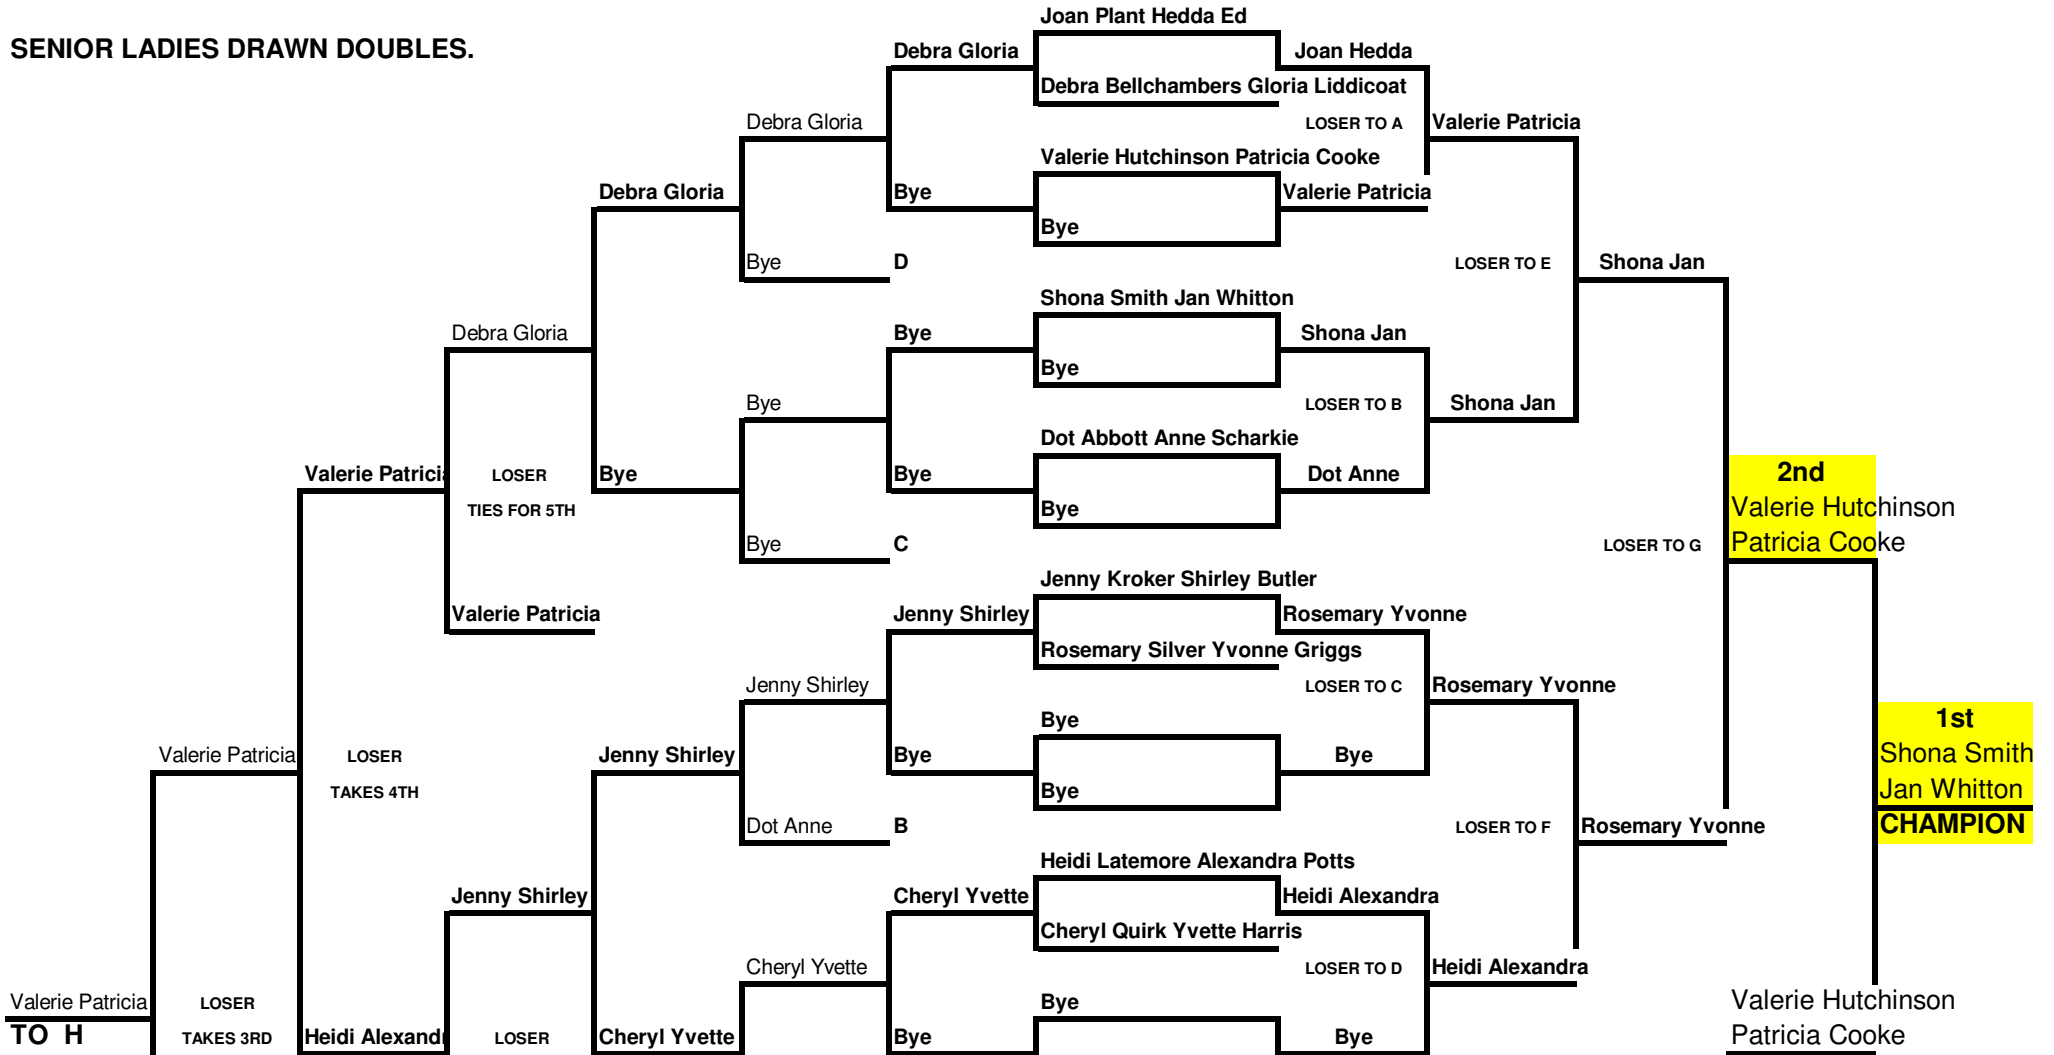 Joan Plant Hedda Ed
SENIOR LADIES DRAWN DOUBLES.
Debra Gloria
Joan Hedda
Debra Bellchambers Gloria Liddicoat
Debra Gloria
LOSER TO A
Valerie Patricia
Valerie Hutchinson Patricia Cooke
Debra Gloria
Bye
Valerie Patricia
Bye
Bye
D
LOSER TO E
Shona Jan
Shona Smith Jan Whitton
Debra Gloria
Bye
Shona Jan
Bye
Bye
LOSER TO B
Shona Jan
Dot Abbott Anne Scharkie
Valerie Patricia
LOSER
Bye
Bye
Dot Anne
2nd
TIES FOR 5TH
Bye
Valerie Hutchinson
Bye
C
LOSER TO G
Patricia Cooke
Jenny Kroker Shirley Butler
Valerie Patricia
Jenny Shirley
Rosemary Yvonne
Rosemary Silver Yvonne Griggs
Jenny Shirley
LOSER TO C
Rosemary Yvonne
Bye
1st
Valerie Patricia
LOSER
Jenny Shirley
Bye
Bye
Shona Smith
TAKES 4TH
Bye
Jan Whitton
Dot Anne
B
LOSER TO F
Rosemary Yvonne
CHAMPION
Heidi Latemore Alexandra Potts
Jenny Shirley
Cheryl Yvette
Heidi Alexandra
Cheryl Quirk Yvette Harris
Cheryl Yvette
LOSER TO D
Heidi Alexandra
Valerie Patricia
LOSER
Bye
Valerie Hutchinson
TO H
TAKES 3RD
Heidi Alexandr
LOSER
Cheryl Yvette
Bye
Bye
Patricia Cooke